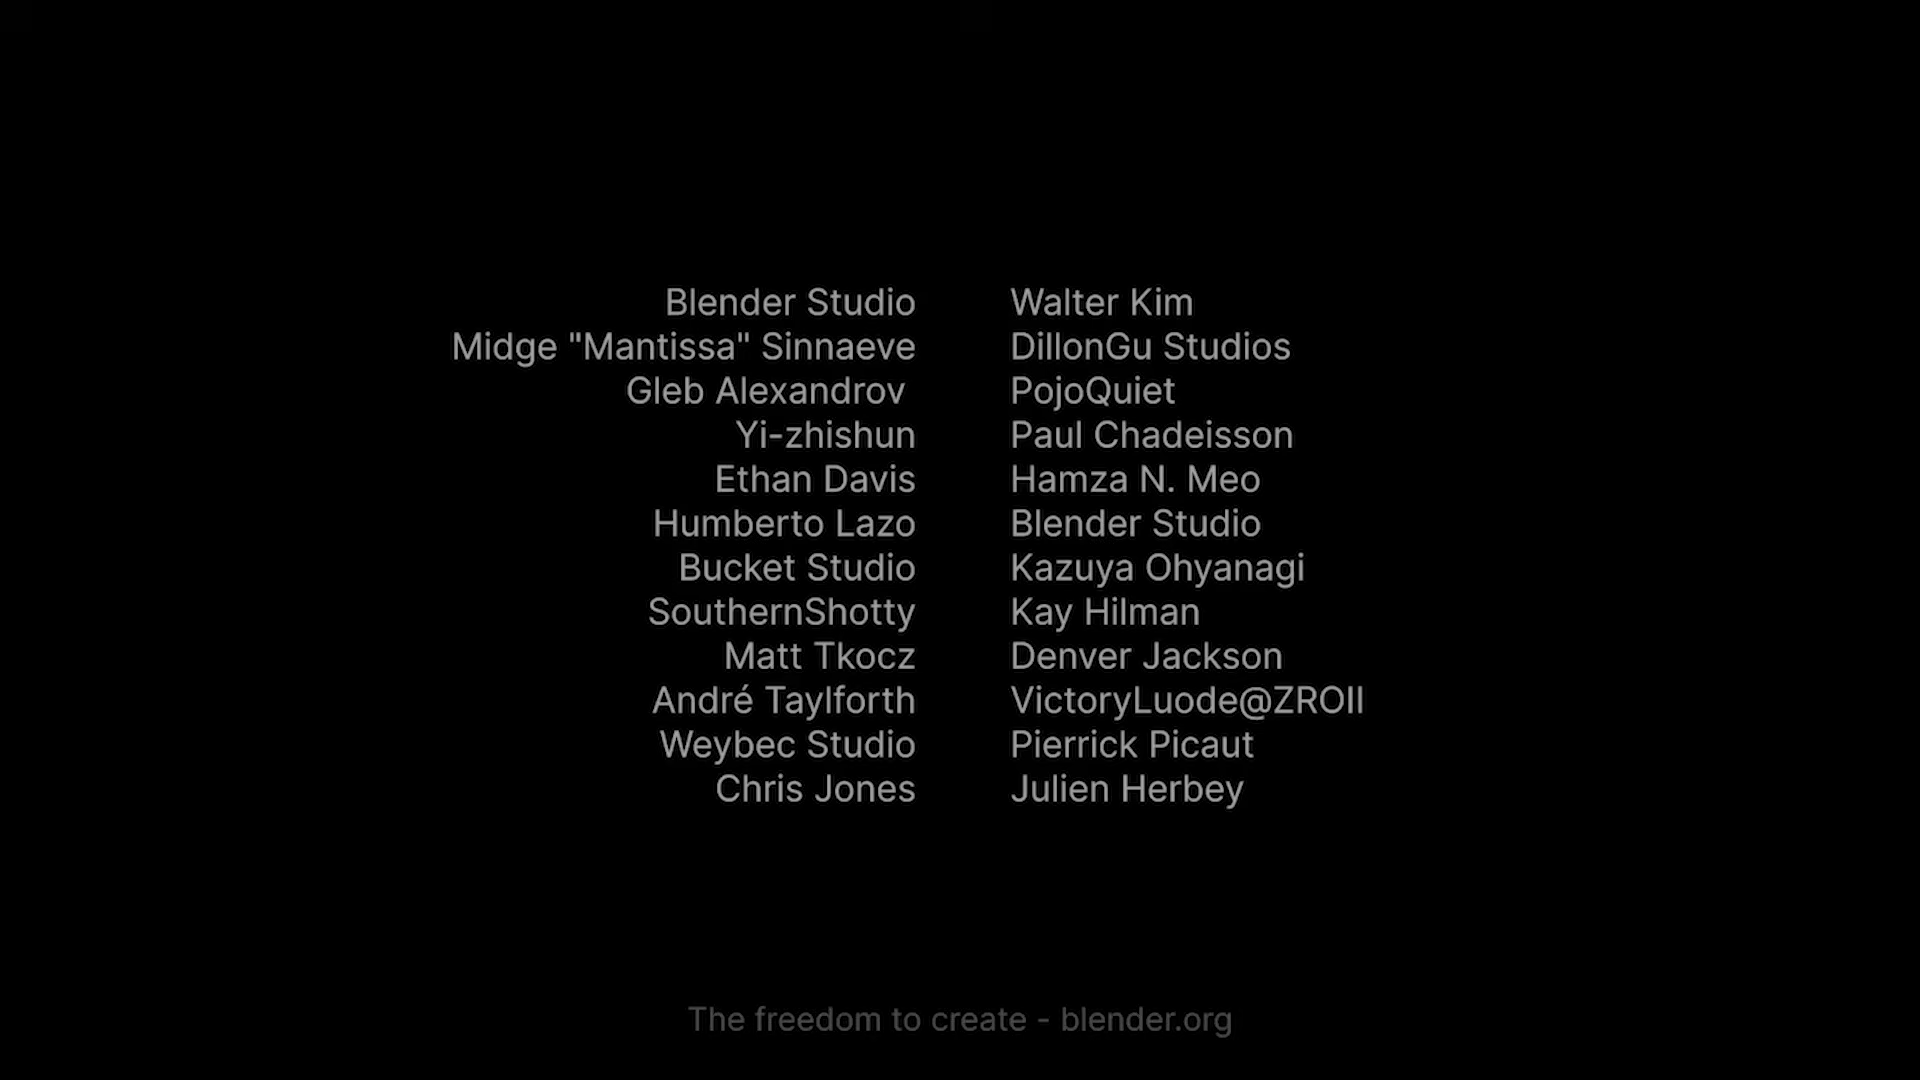 Blender Studio
Midge "Mantissa" Sinnaeve
Gleb Alexandrov
Yi-zhishun
Ethan Davis
Humberto Lazo
Bucket Studio
SouthernShotty
Matt Tkocz
André Taylforth
Weybec Studio
Chris Jones
Walter Kim
DillonGu Studios
PojoQuiet
Paul Chadeisson
Hamza N. Meo
Blender Studio
Kazuya Ohyanagi
Kay Hilman
Denver Jackson
VictoryLuode@ZROII
Pierrick Picaut
Julien Herbey
The freedom to create - blender.org